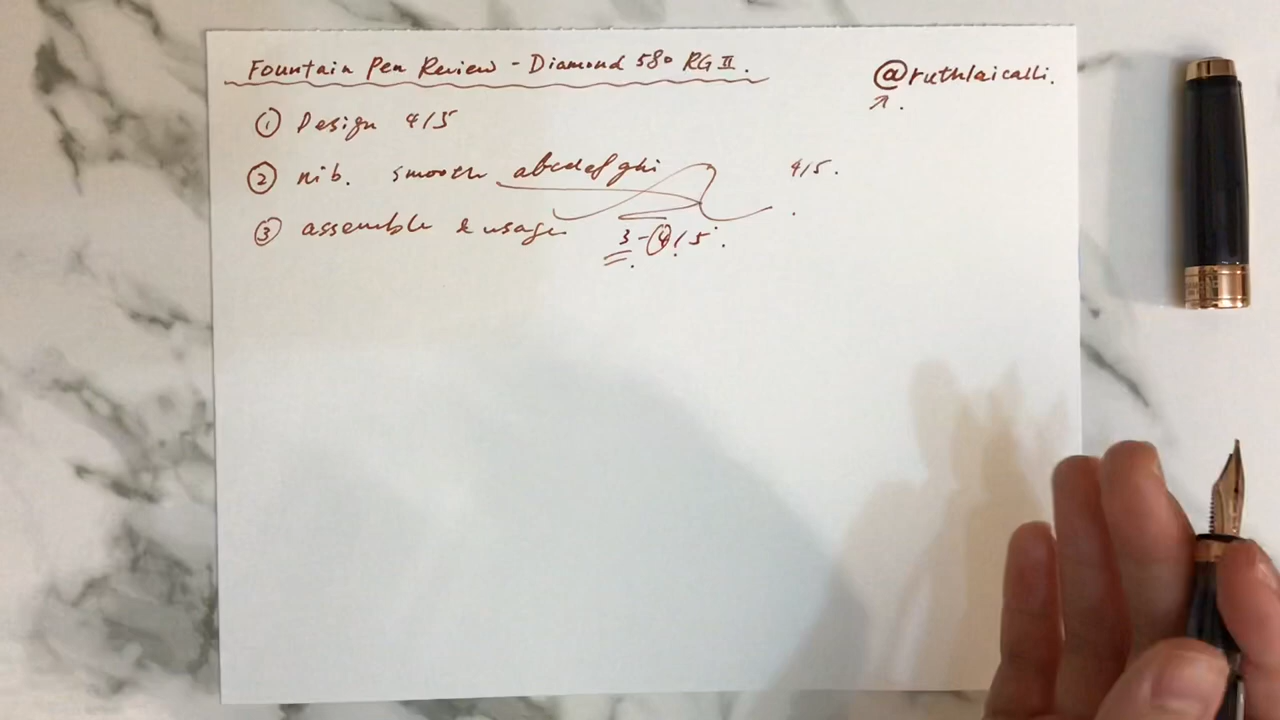 Fountain Pen Review - Diamond 580 RG II.
@ruthlaicalli.
① Design 4/5
② nib. smooth abcdefghi 4/5.
③ assemble & usage 3-4/5.